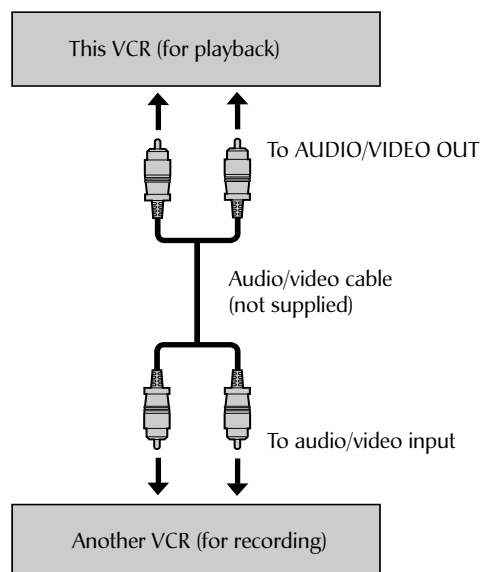 This VCR (for playback)
To AUDIO/VIDEO OUT
Audio/video cable
(not supplied)
To audio/video input
Another VCR (for recording)